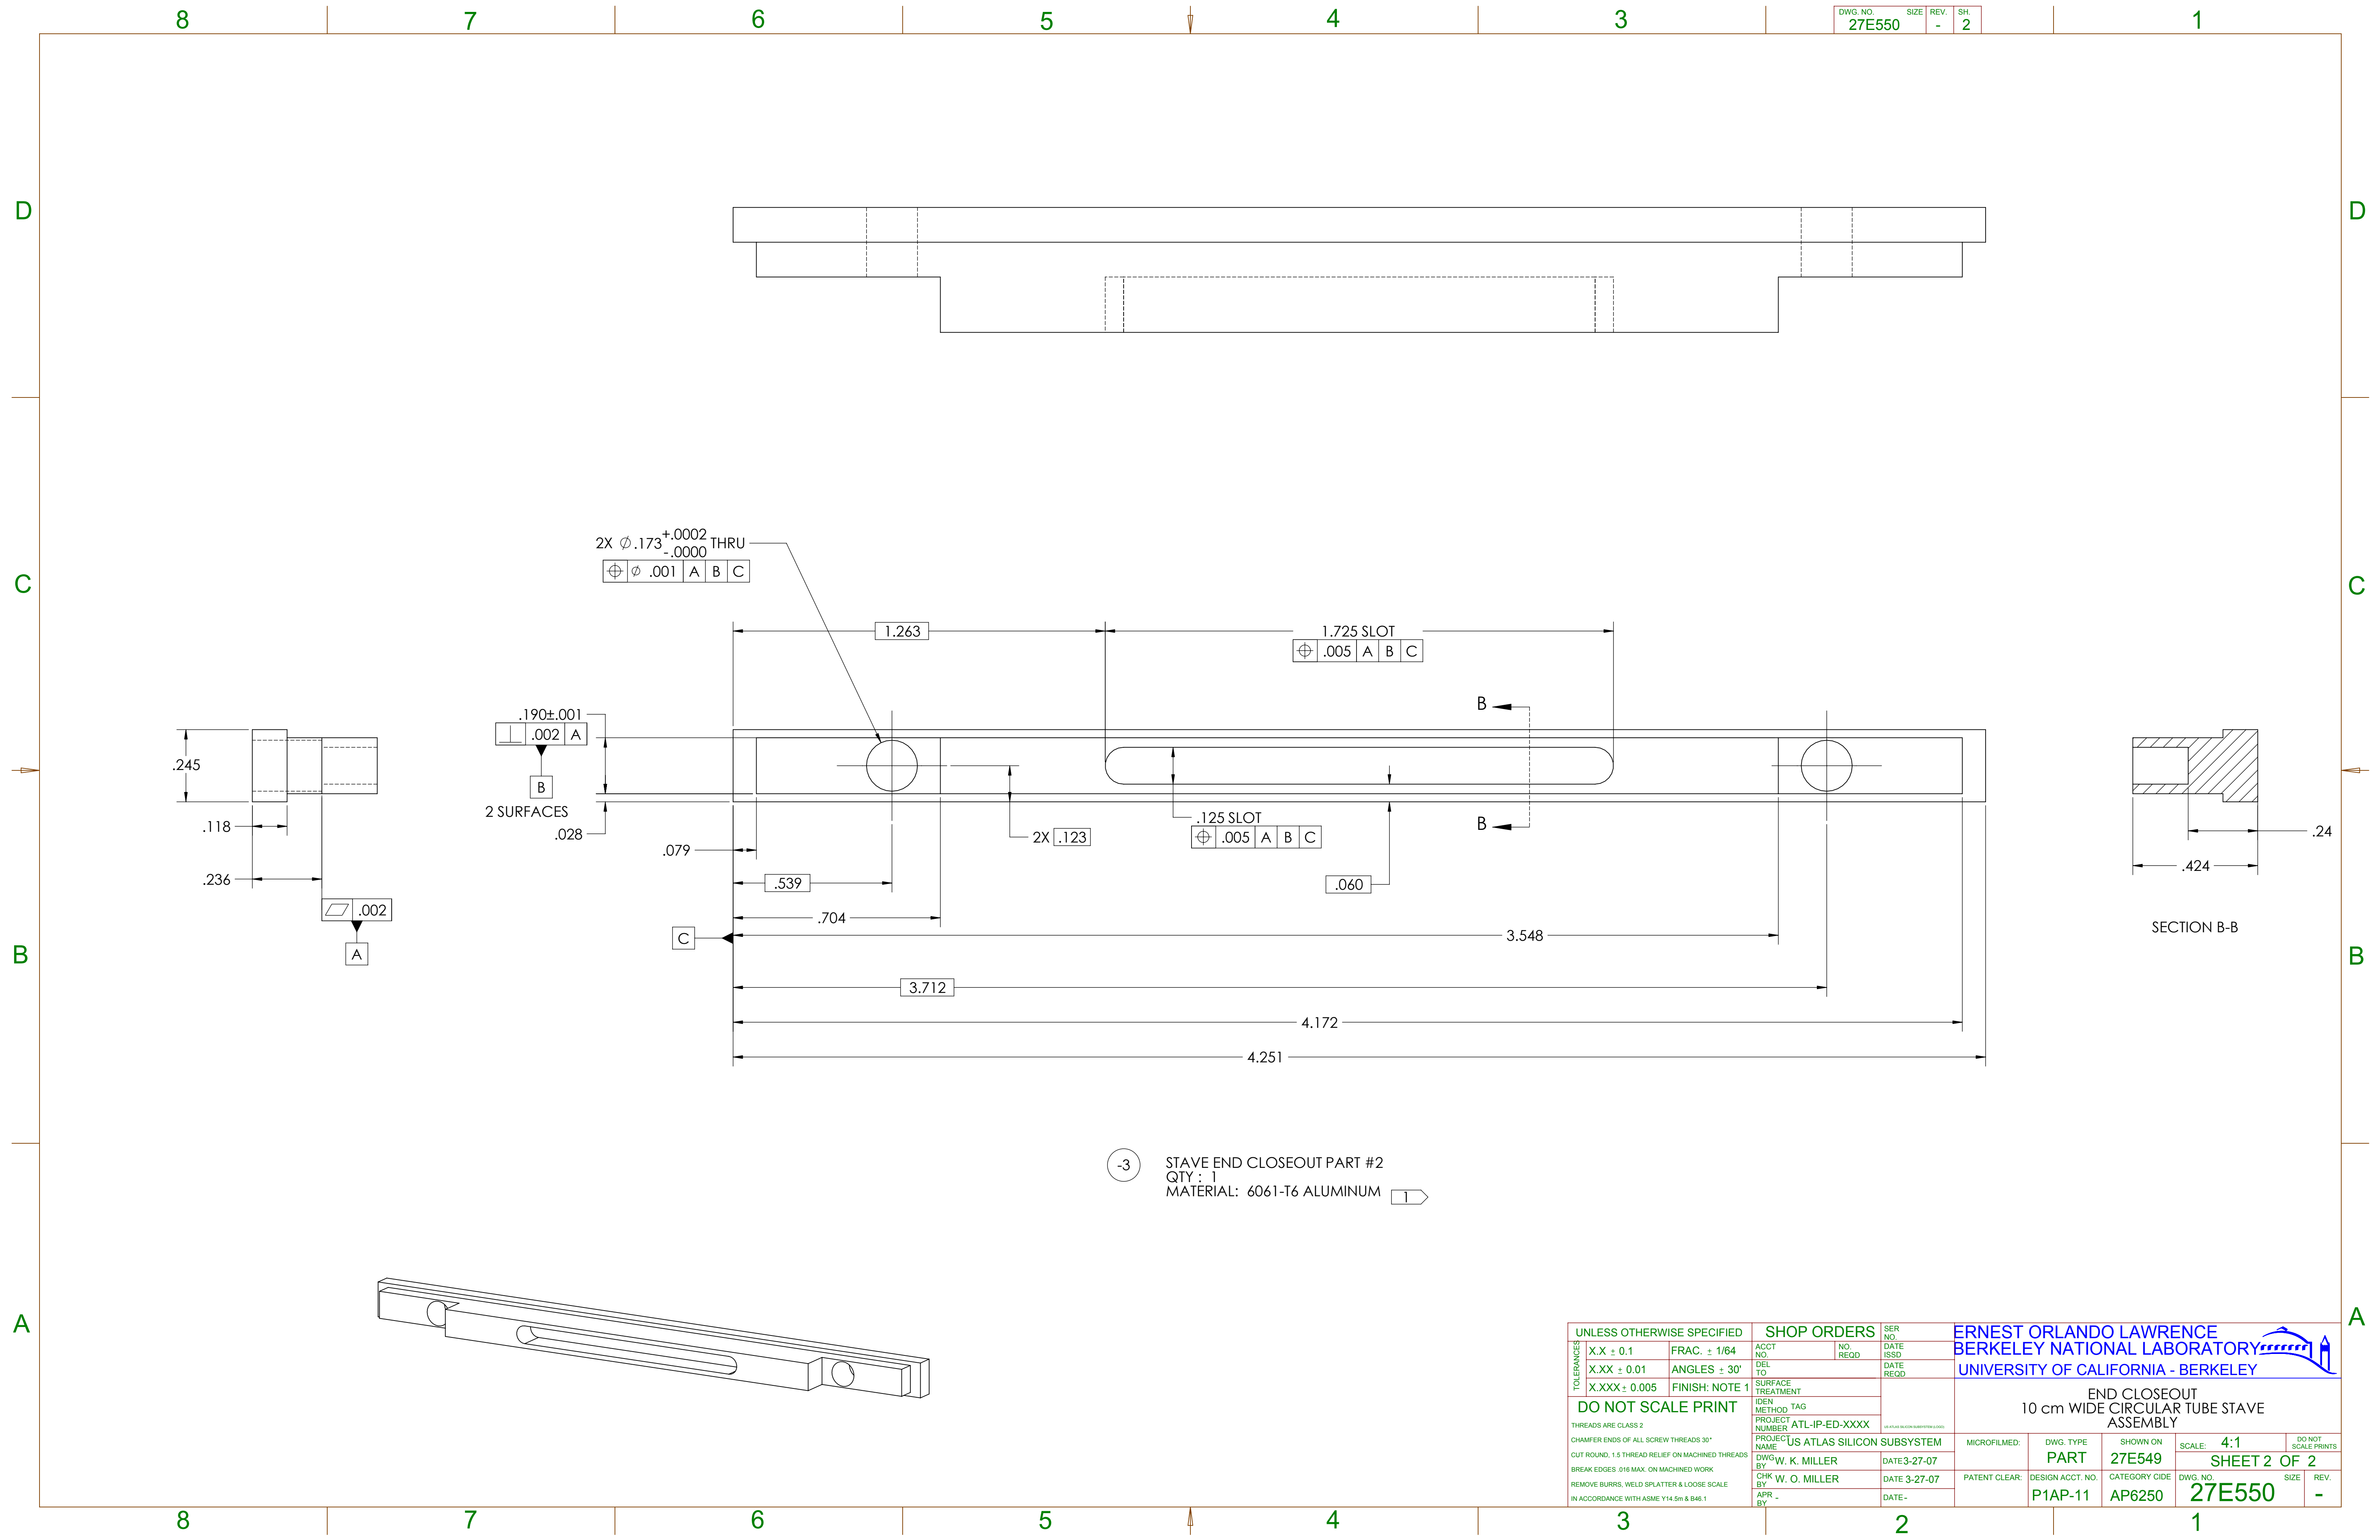 8 7 6 5 4 3 1
DWG. NO. SIZE REV. SH.
27E550 - 2
D D
C C
B B
A A
2X ⌀.173 +.0002 -.0000 THRU
⌖ ⌀ .001 A B C
1.263
1.725 SLOT
⌖ .005 A B C
B
.190±.001
⟂ .002 A
B
2 SURFACES
.028
.245
.118
.236
⏥ .002
A
.079
.539
.704
C
2X .123
.125 SLOT
⌖ .005 A B C
B
.060
3.548
3.712
4.172
4.251
.24
.424
SECTION B-B
-3
STAVE END CLOSEOUT PART #2
QTY : 1
MATERIAL: 6061-T6 ALUMINUM 1
UNLESS OTHERWISE SPECIFIED
TOLERANCES
X.X ± 0.1 FRAC. ± 1/64
X.XX ± 0.01 ANGLES ± 30'
X.XXX± 0.005 FINISH: NOTE 1
DO NOT SCALE PRINT
THREADS ARE CLASS 2
CHAMFER ENDS OF ALL SCREW THREADS 30°
CUT ROUND, 1.5 THREAD RELIEF ON MACHINED THREADS
BREAK EDGES .016 MAX. ON MACHINED WORK
REMOVE BURRS, WELD SPLATTER & LOOSE SCALE
IN ACCORDANCE WITH ASME Y14.5m & B46.1
SHOP ORDERS SER NO.
ACCT NO. NO. REQD DATE ISSD
DEL TO DATE REQD
SURFACE TREATMENT
IDEN METHOD TAG
PROJECT NUMBER ATL-IP-ED-XXXX
PROJECT NAME US ATLAS SILICON SUBSYSTEM
DWG BY W. K. MILLER DATE 3-27-07
CHK BY W. O. MILLER DATE 3-27-07
APR BY - DATE -
ERNEST ORLANDO LAWRENCE
BERKELEY NATIONAL LABORATORY
UNIVERSITY OF CALIFORNIA - BERKELEY
END CLOSEOUT
10 cm WIDE CIRCULAR TUBE STAVE
ASSEMBLY
MICROFILMED: DWG. TYPE PART SHOWN ON 27E549 SCALE: 4:1 DO NOT SCALE PRINTS
SHEET 2 OF 2
PATENT CLEAR: DESIGN ACCT. NO. P1AP-11 CATEGORY CIDE AP6250 DWG. NO. 27E550 SIZE REV. -
8 7 6 5 4 3 2 1